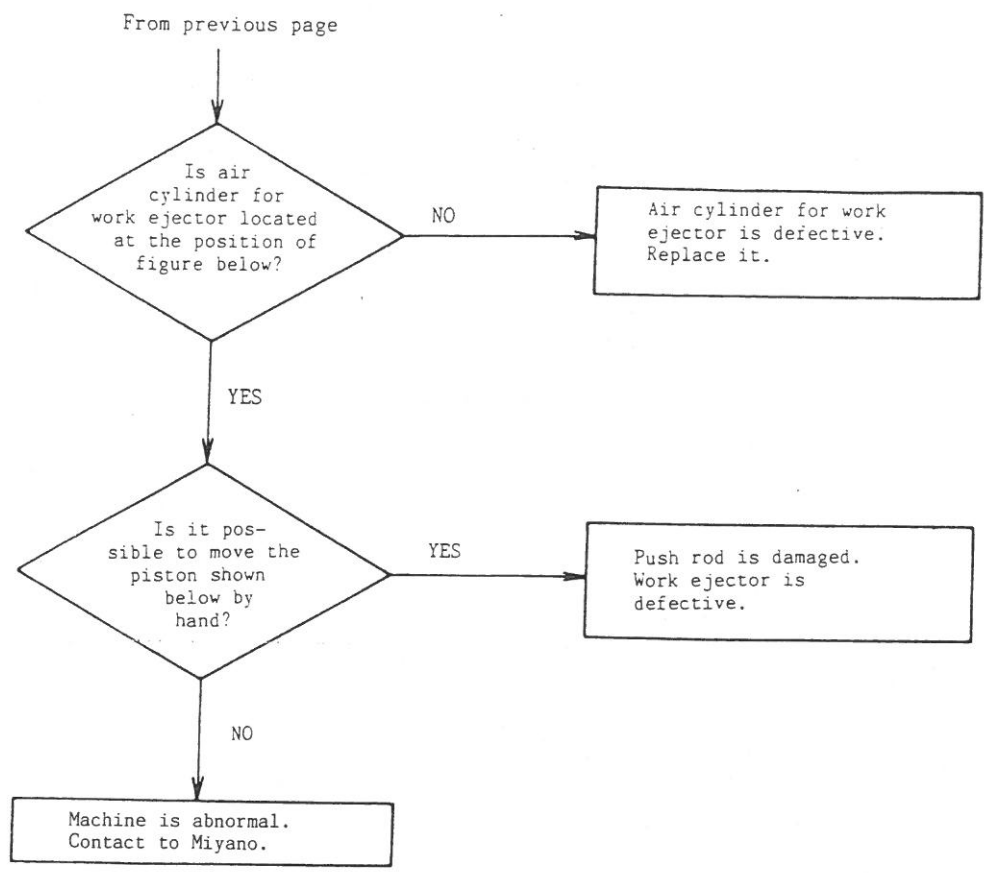 From previous page
Is air
cylinder for
work ejector located
at the position of
figure below?
NO
Air cylinder for work
ejector is defective.
Replace it.
YES
Is it pos-
sible to move the
piston shown
below by
hand?
YES
Push rod is damaged.
Work ejector is
defective.
NO
Machine is abnormal.
Contact to Miyano.